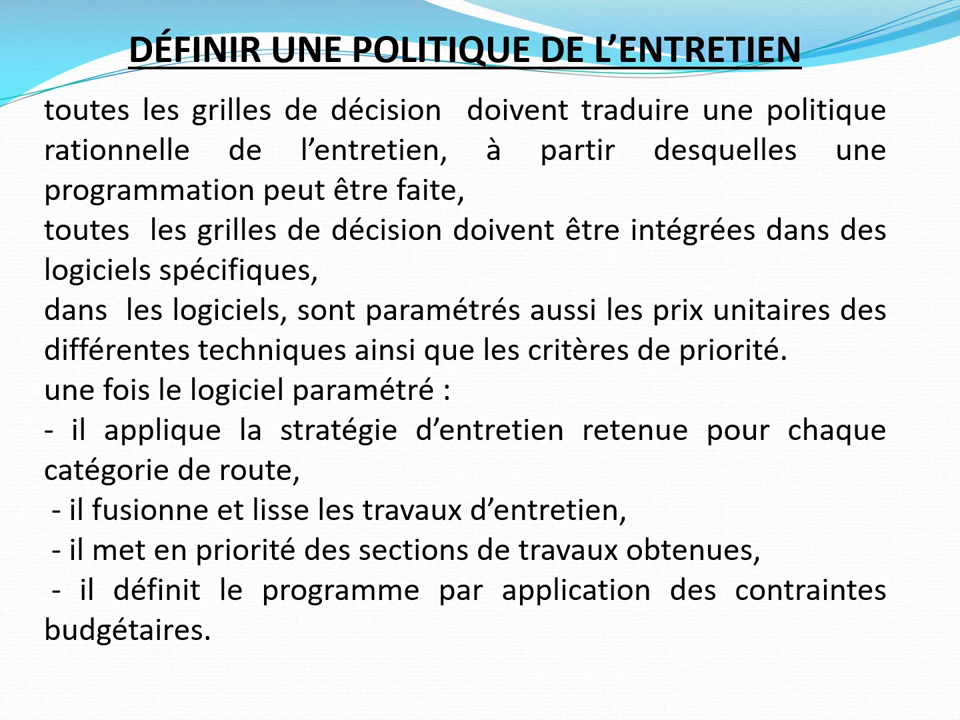 DÉFINIR UNE POLITIQUE DE L’ENTRETIEN
toutes les grilles de décision  doivent traduire une politique
rationnelle de l’entretien, à partir desquelles une
programmation peut être faite,
toutes  les grilles de décision doivent être intégrées dans des
logiciels spécifiques,
dans  les logiciels, sont paramétrés aussi les prix unitaires des
différentes techniques ainsi que les critères de priorité.
une fois le logiciel paramétré :
- il applique la stratégie d’entretien retenue pour chaque
catégorie de route,
- il fusionne et lisse les travaux d’entretien,
- il met en priorité des sections de travaux obtenues,
- il définit le programme par application des contraintes
budgétaires.